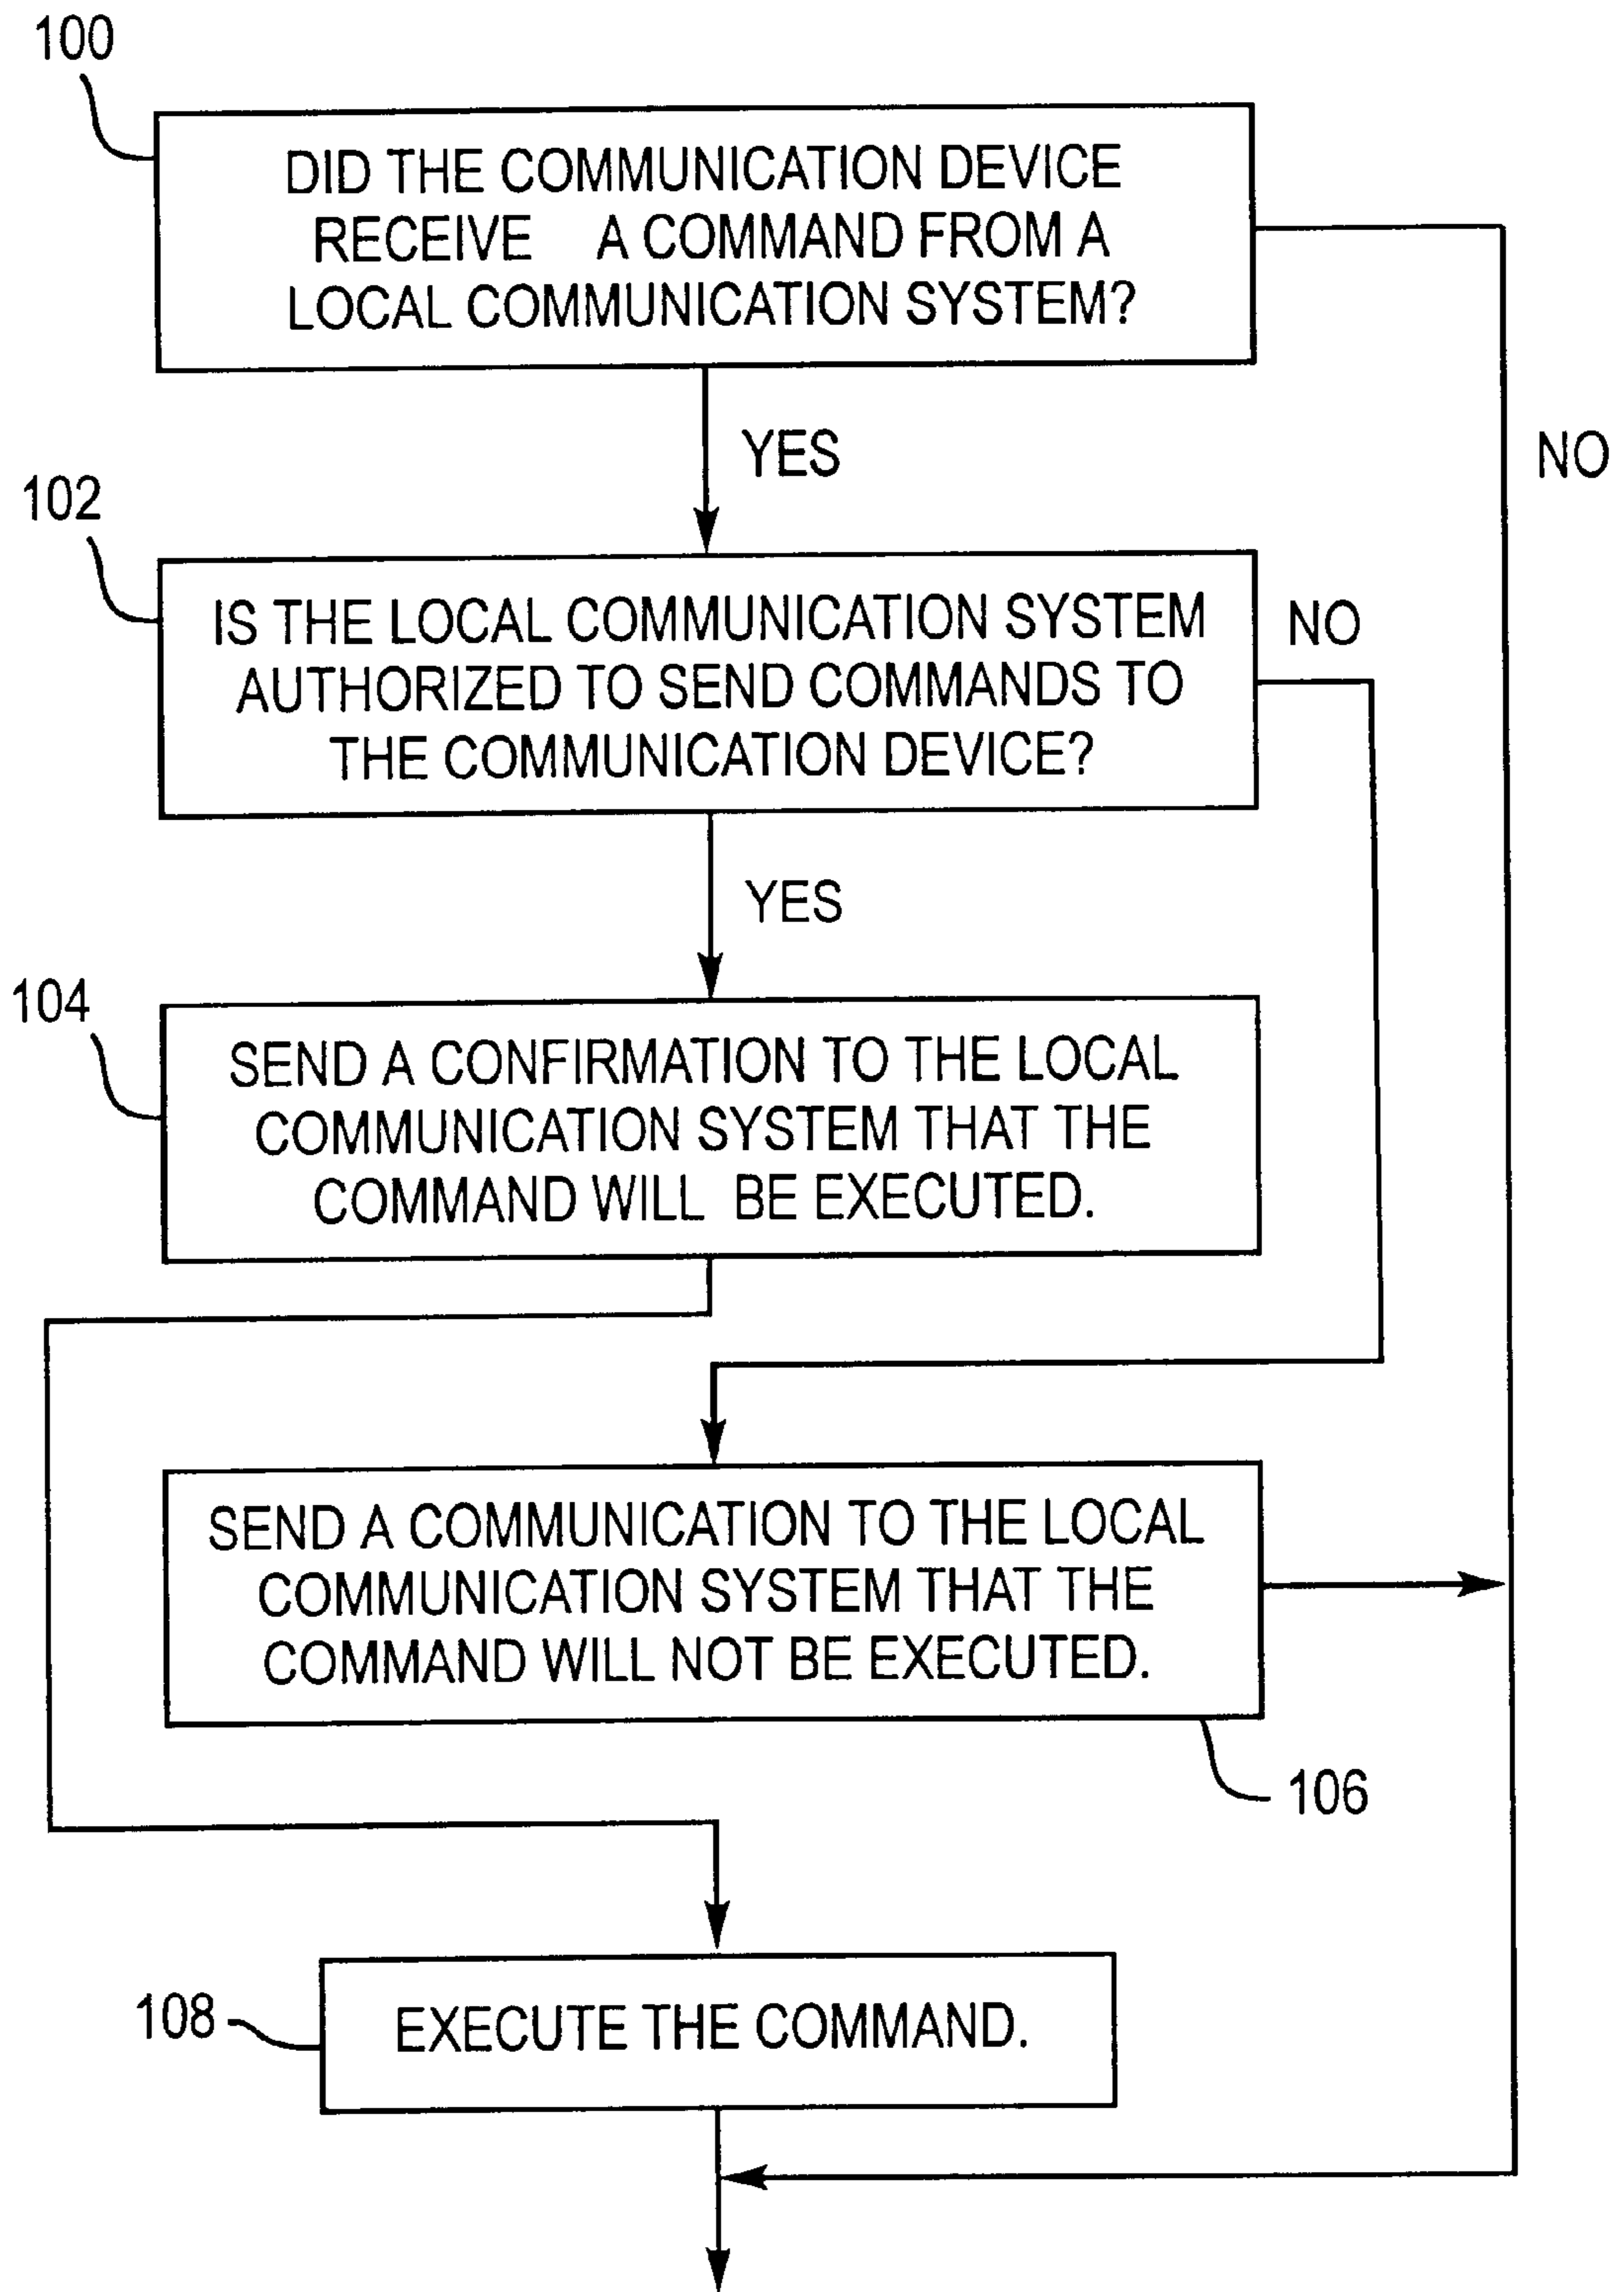 100
DID THE COMMUNICATION DEVICE
RECEIVE A COMMAND FROM A
LOCAL COMMUNICATION SYSTEM?
YES
NO
102
IS THE LOCAL COMMUNICATION SYSTEM
AUTHORIZED TO SEND COMMANDS TO
THE COMMUNICATION DEVICE?
NO
YES
104
SEND A CONFIRMATION TO THE LOCAL
COMMUNICATION SYSTEM THAT THE
COMMAND WILL BE EXECUTED.
SEND A COMMUNICATION TO THE LOCAL
COMMUNICATION SYSTEM THAT THE
COMMAND WILL NOT BE EXECUTED.
106
108
EXECUTE THE COMMAND.